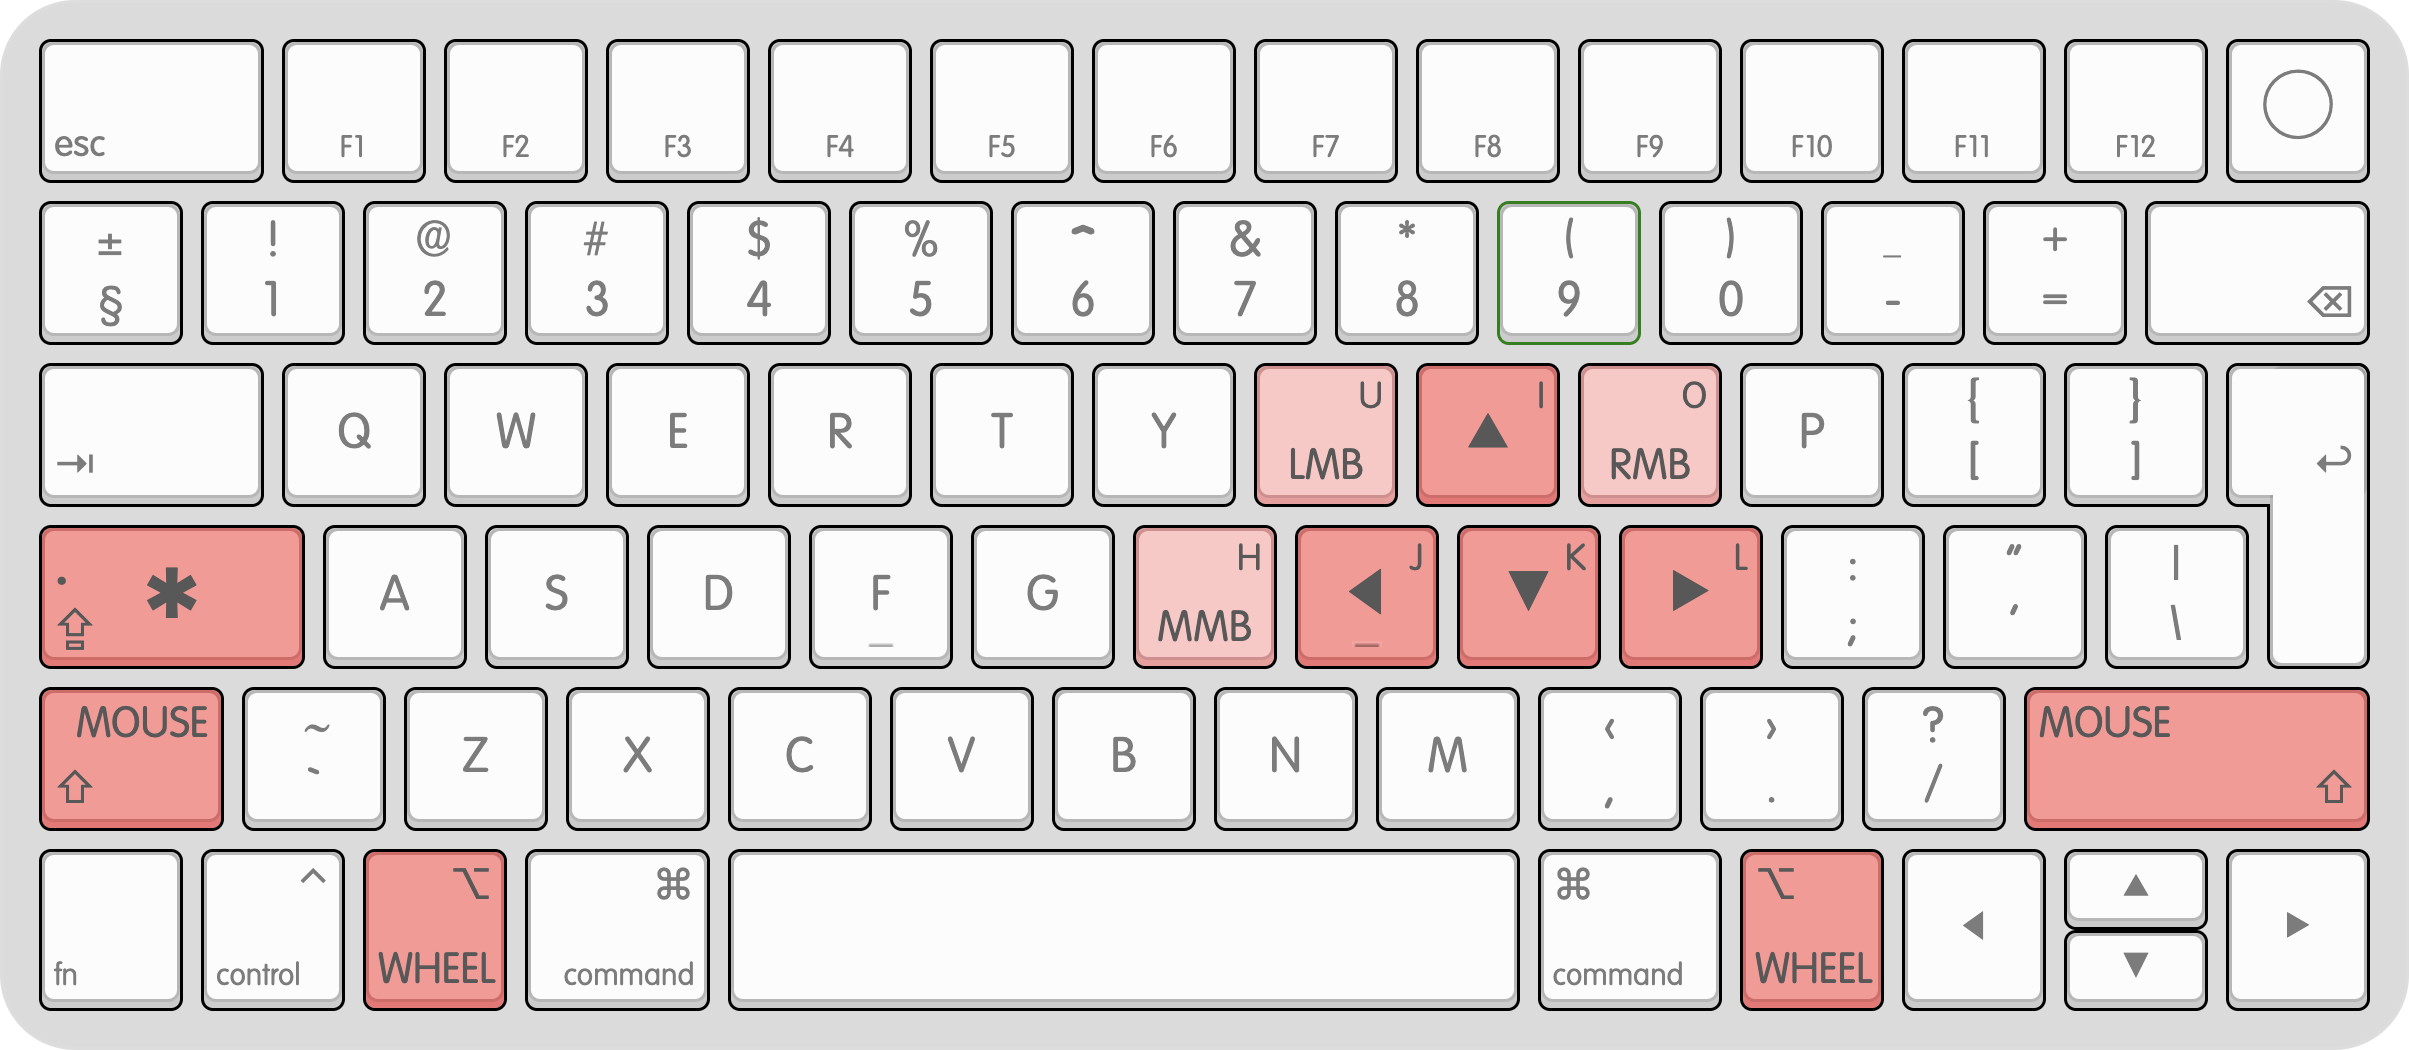 esc F1 F2 F3 F4 F5 F6 F7 F8 F9 F10 F11 F12
± ! @ # $ % ^ & * ( ) _ +
§ 1 2 3 4 5 6 7 8 9 0 - = ⌫
⇥ Q W E R T Y U LMB ▲ I O RMB P { [ } ] ↩
• ⇪ * A S D F _ G H MMB ◀ J _ ▼ K ▶ L : ; " ' | \
MOUSE ⇧ ~ ` Z X C V B N M < , > . ? / MOUSE ⇧
fn ^ control ⌥ WHEEL ⌘ command ⌘ command ⌥ WHEEL ◀ ▲ ▼ ▶